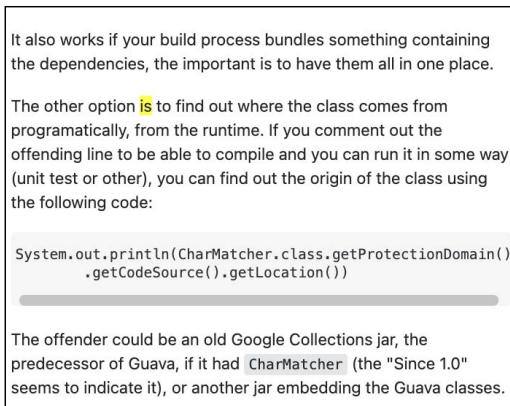 It also works if your build process bundles something containing
the dependencies, the important is to have them all in one place.
The other option is to find out where the class comes from
programatically, from the runtime. If you comment out the
offending line to be able to compile and you can run it in some way
(unit test or other), you can find out the origin of the class using
the following code:
System.out.println(CharMatcher.class.getProtectionDomain()
.getCodeSource().getLocation())
The offender could be an old Google Collections jar, the
predecessor of Guava, if it had CharMatcher (the "Since 1.0"
seems to indicate it), or another jar embedding the Guava classes.